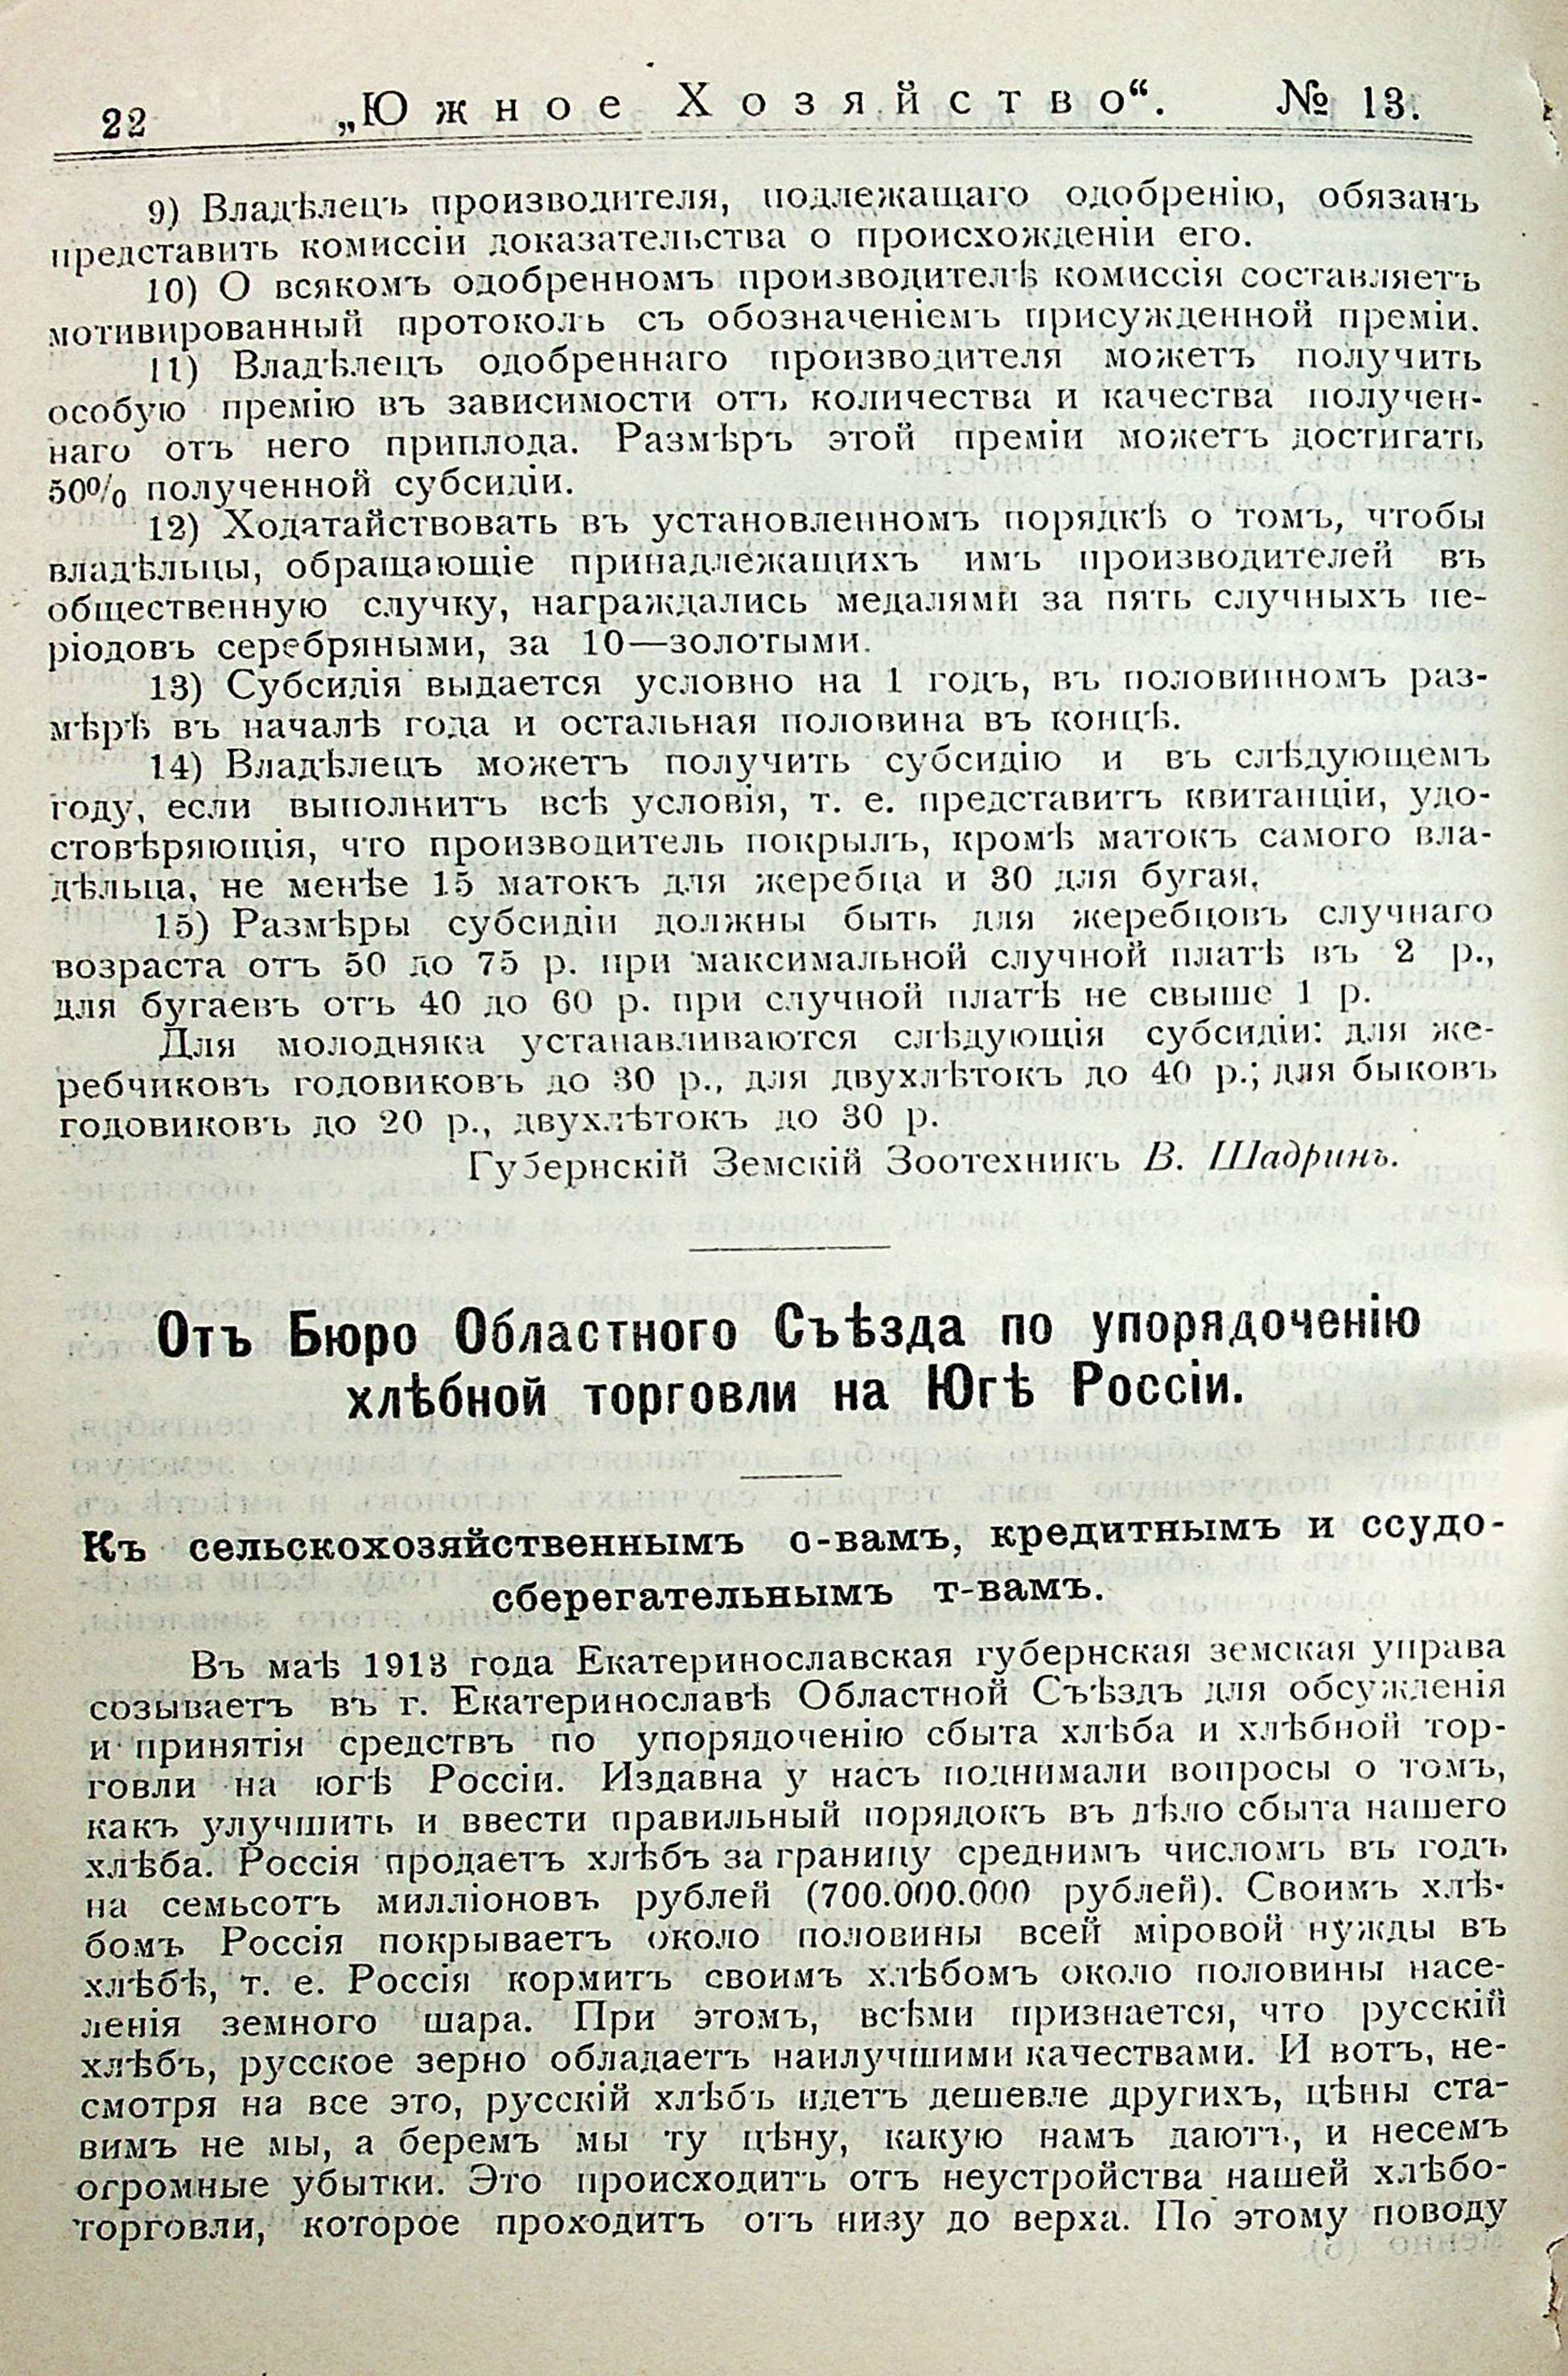 22 „Южное Хозяйство“. № 13.
9) Владѣлецъ производителя, подлежащаго одобренію, обязанъ
представить комиссіи доказательства о происхожденіи его.
10) О всякомъ одобренномъ производителѣ комиссія составляетъ
мотивированный протоколъ съ обозначеніемъ присужденной преміи.
11) Владѣлецъ одобреннаго производителя можетъ получить
особую премію въ зависимости отъ количества и качества получен-
наго отъ него приплода. Размѣръ этой преміи можетъ достигать
50% полученной субсидіи.
12) Ходатайствовать въ установленномъ порядкѣ о томъ, чтобы
владѣльцы, обращающіе принадлежащихъ имъ производителей въ
общественную случку, награждались медалями за пять случныхъ пе-
ріодовъ серебряными, за 10—золотыми.
13) Субсидія выдается условно на 1 годъ, въ половинномъ раз-
мѣрѣ въ началѣ года и остальная половина въ концѣ.
14) Владѣлецъ можетъ получить субсидію и въ слѣдующемъ
году, если выполнитъ всѣ условія, т. е. представитъ квитанціи, удо-
стовѣряющія, что производитель покрылъ, кромѣ матокъ самого вла-
дѣльца, не менѣе 15 матокъ для жеребца и 30 для бугая.
15) Размѣры субсидіи должны быть для жеребцовъ случнаго
возраста отъ 50 до 75 р. при максимальной случной платѣ въ 2 р.,
для бугаевъ отъ 40 до 60 р. при случной платѣ не свыше 1 р.
Для молодняка устанавливаются слѣдующія субсидіи: для же-
ребчиковъ годовиковъ до 30 р., для двухлѣтокъ до 40 р.; для быковъ
годовиковъ до 20 р., двухлѣтокъ до 30 р.
Губернскій Земскій Зоотехникъ В. Шадринъ.
Отъ Бюро Областного Съѣзда по упорядоченію
хлѣбной торговли на Югѣ Россіи.
Къ сельскохозяйственнымъ о-вамъ, кредитнымъ и ссудо-
сберегательнымъ т-вамъ.
Въ маѣ 1913 года Екатеринославская губернская земская управа
созываетъ въ г. Екатеринославѣ Областной Съѣздъ для обсужденія
и принятія средствъ по упорядоченію сбыта хлѣба и хлѣбной тор-
говли на югѣ Россіи. Издавна у насъ поднимали вопросы о томъ,
какъ улучшить и ввести правильный порядокъ въ дѣло сбыта нашего
хлѣба. Россія продаетъ хлѣбъ за границу среднимъ числомъ въ годъ
на семьсотъ милліоновъ рублей (700.000.000 рублей). Своимъ хлѣ-
бомъ Россія покрываетъ около половины всей міровой нужды въ
хлѣбѣ, т. е. Россія кормитъ своимъ хлѣбомъ около половины насе-
ленія земного шара. При этомъ, всѣми признается, что русскій
хлѣбъ, русское зерно обладаетъ наилучшими качествами. И вотъ, не-
смотря на все это, русскій хлѣбъ идетъ дешевле другихъ, цѣны ста-
вимъ не мы, а беремъ мы ту цѣну, какую намъ даютъ, и несемъ
огромные убытки. Это происходитъ отъ неустройства нашей хлѣбо-
торговли, которое проходитъ отъ низу до верха. По этому поводу